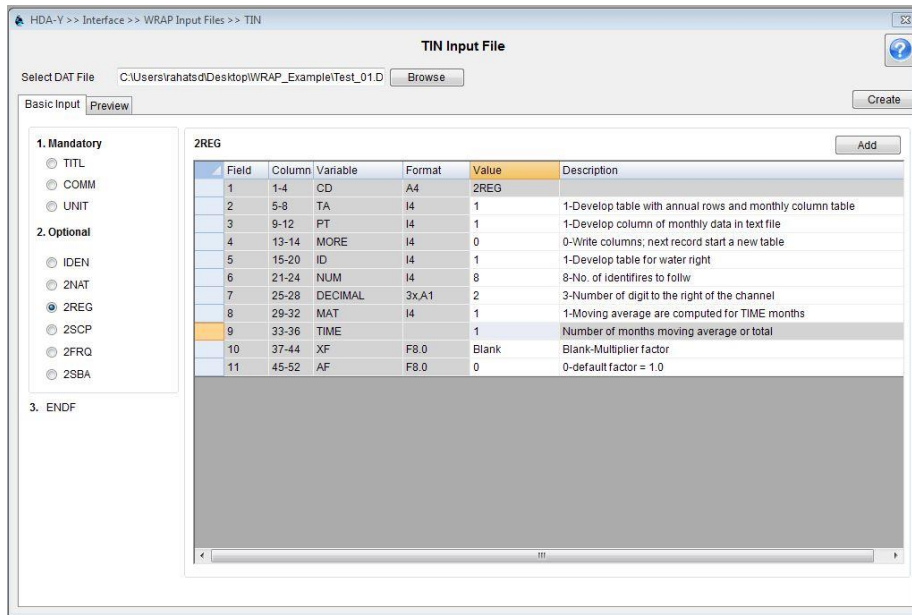 HDA-Y >> Interface >> WRAP Input Files >> TIN
TIN Input File
Select DAT File C:\Users\rahatsd\Desktop\WRAP_Example\Test_01.D Browse
Basic Input Preview Create
1. Mandatory
TITL
COMM
UNIT
2. Optional
IDEN
2NAT
2REG
2SCP
2FRQ
2SBA
3. ENDF
2REG Add
Field Column Variable Format Value Description
1 1-4 CD A4 2REG
2 5-8 TA I4 1 1-Develop table with annual rows and monthly column table
3 9-12 PT I4 1 1-Develop column of monthly data in text file
4 13-14 MORE I4 0 0-Write columns; next record start a new table
5 15-20 ID I4 1 1-Develop table for water right
6 21-24 NUM I4 8 8-No. of identifires to follw
7 25-28 DECIMAL 3x,A1 2 3-Number of digit to the right of the channel
8 29-32 MAT I4 1 1-Moving average are computed for TIME months
9 33-36 TIME 1 Number of months moving average or total
10 37-44 XF F8.0 Blank Blank-Multiplier factor
11 45-52 AF F8.0 0 0-default factor = 1.0